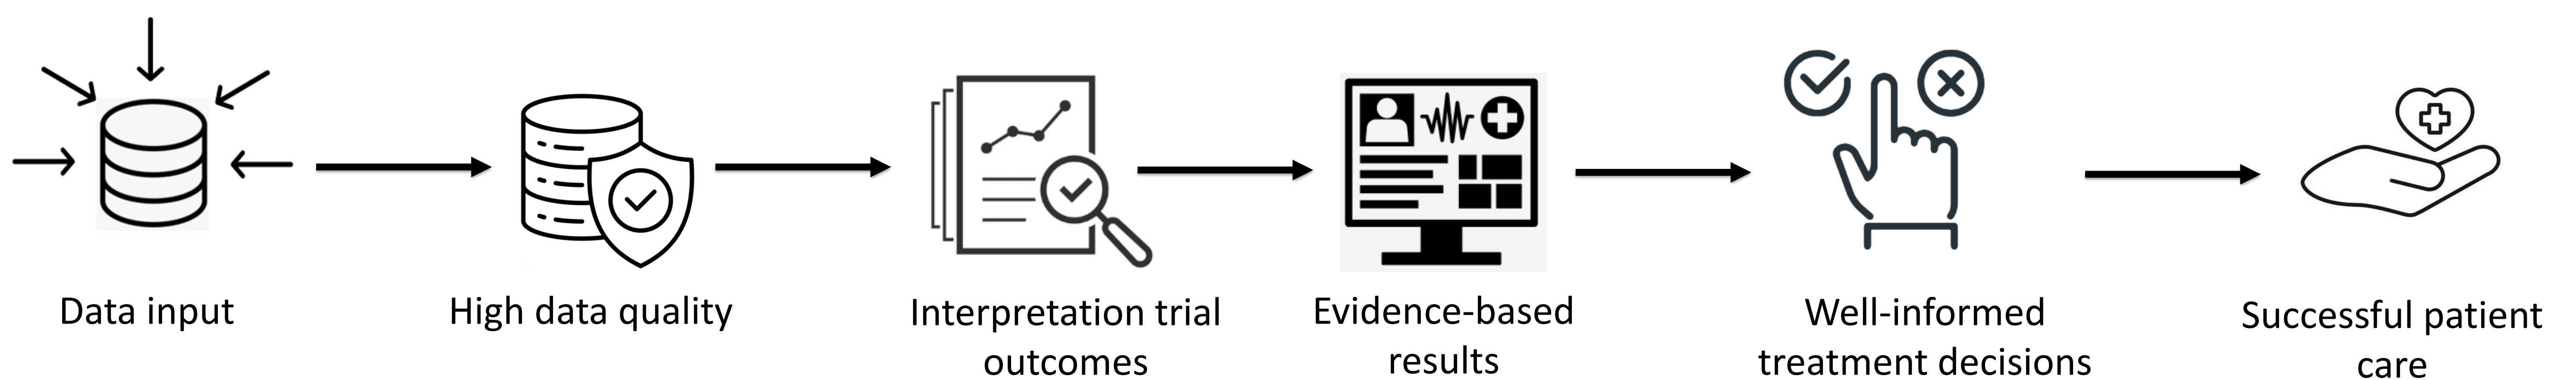 Data input
High data quality
Interpretation trial
outcomes
Evidence-based
results
Well-informed
treatment decisions
Successful patient
care